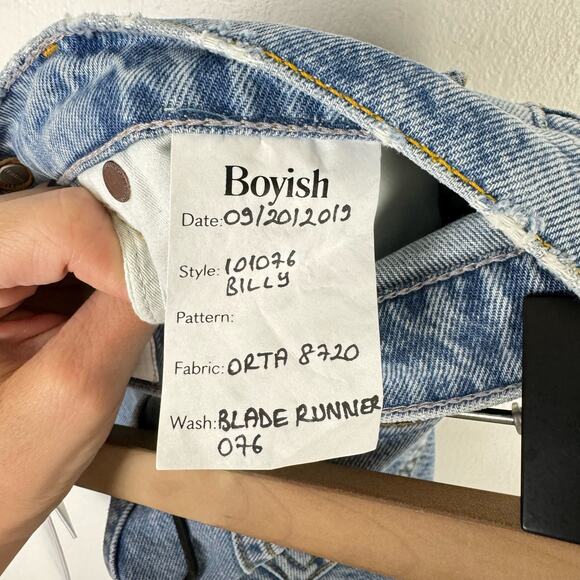 Boyish
Date: 09/20/2019
Style: 101076
BILLY
Pattern:
Fabric: ORTA 8720
Wash: BLADE RUNNER
076